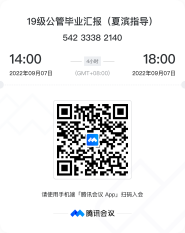 19级公管毕业汇报（夏滨指导）
542 3338 2140
14:00 4小时 18:00
2022年09月07日 (GMT+08:00) 2022年09月07日
请使用手机端「腾讯会议 App」扫码入会
腾讯会议